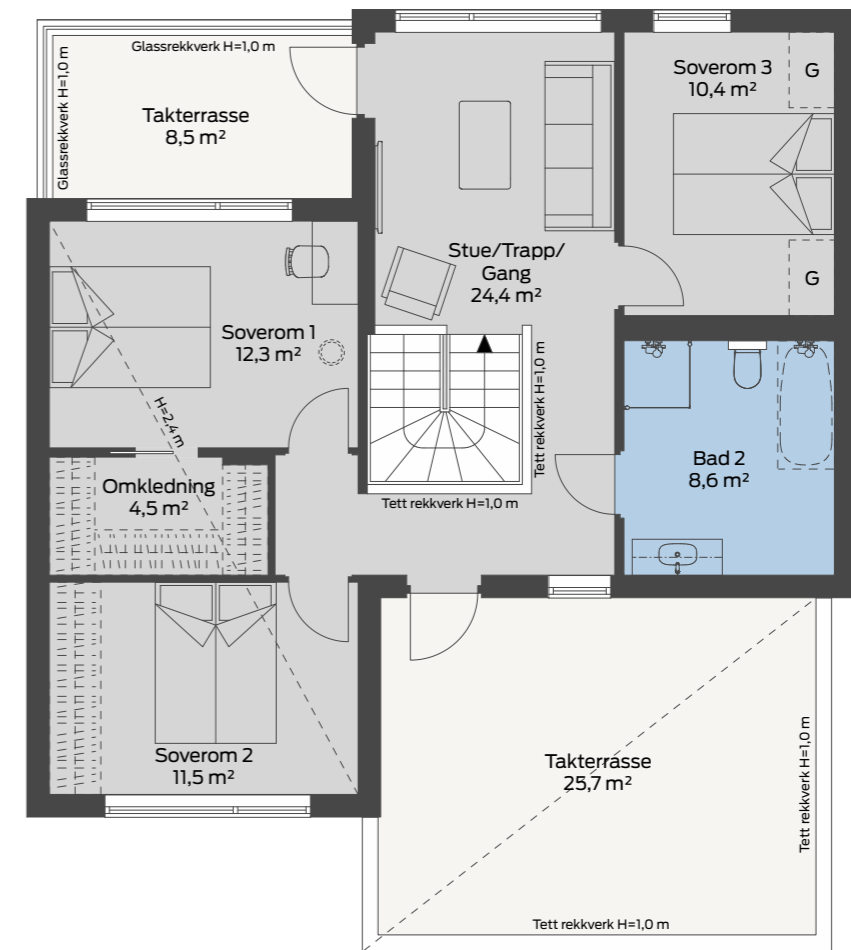 Glassrekkverk H=1,0 m
Glassrekkverk H=1,0 m
Takterrasse
8,5 m²
Soverom 3
10,4 m²
G
G
Stue/Trapp/
Gang
24,4 m²
Soverom 1
12,3 m²
H=2,4 m
Tett rekkverk H=1,0 m
Tett rekkverk H=1,0 m
Bad 2
8,6 m²
Omkledning
4,5 m²
Soverom 2
11,5 m²
Takterrasse
25,7 m²
Tett rekkverk H=1,0 m
Tett rekkverk H=1,0 m